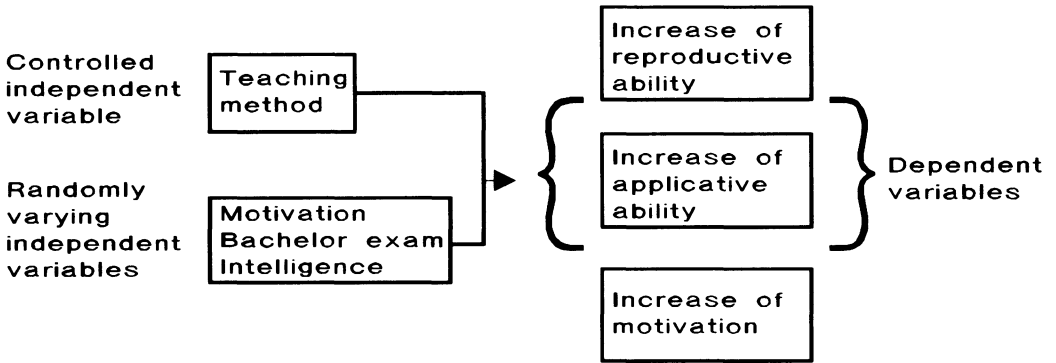 Controlled
independent
variable
Teaching
method
Randomly
varying
independent
variables
Motivation
Bachelor exam
Intelligence
Increase of
reproductive
ability
Increase of
applicative
ability
Increase of
motivation
Dependent
variables